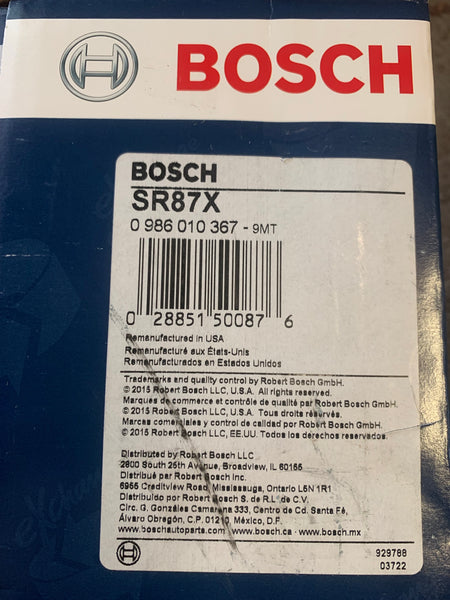 BOSCH
BOSCH
SR87X
0 986 010 367 - 9MT
0 28851 50087 6
Remanufactured in USA
Remanufacturé aux États-Unis
Remanufacturados en Estados Unidos
Trademarks and quality control by Robert Bosch GmbH.
© 2015 Robert Bosch LLC, U.S.A. All rights reserved.
Marques de commerce et contrôle de qualité par Robert Bosch GmbH.
© 2015 Robert Bosch LLC, U.S.A. Tous droits réservés.
Marcas comerciales y control de calidad por Robert Bosch GmbH.
© 2015 Robert Bosch LLC, EE.UU. Todos los derechos reservados.
Distributed by Robert Bosch LLC
2800 South 25th Avenue, Broadview, IL 60155
Distribué par Robert Bosch Inc.
6955 Creditview Road, Mississauga, Ontario L5N 1R1
Distribuido por Robert Bosch S. de R.L. de C.V.
Circ. G. Gonzáles Camarena 333, Centro de Cd. Santa Fé,
Álvaro Obregón, C.P. 01210, México, D.F.
www.boschautoparts.com - www.bosch.ca - www.bosch.mx
929788
03722